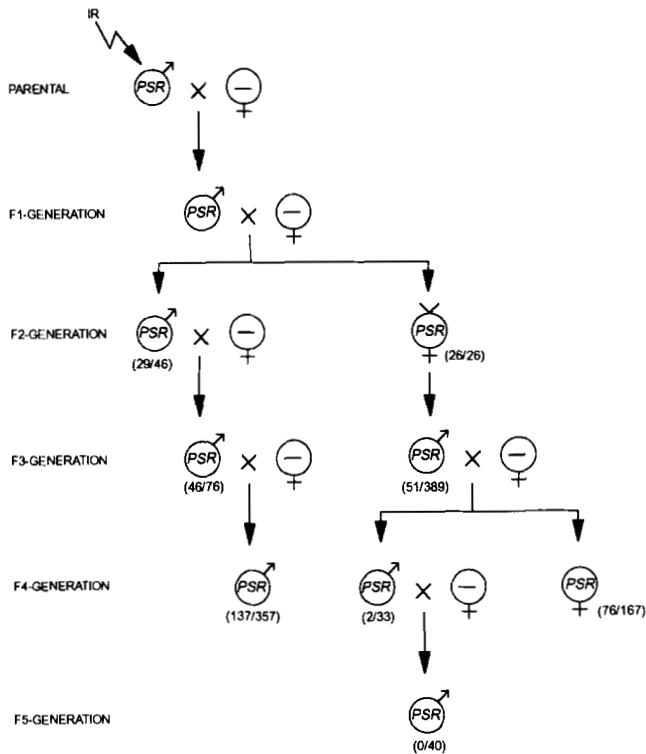 IR
PARENTAL PSR × —
F1-GENERATION PSR × —
F2-GENERATION PSR × — PSR
(29/46) (26/26)
F3-GENERATION PSR × — PSR × —
(46/76) (51/389)
F4-GENERATION PSR PSR × — PSR
(137/357) (2/33) (76/167)
F5-GENERATION PSR
(0/40)